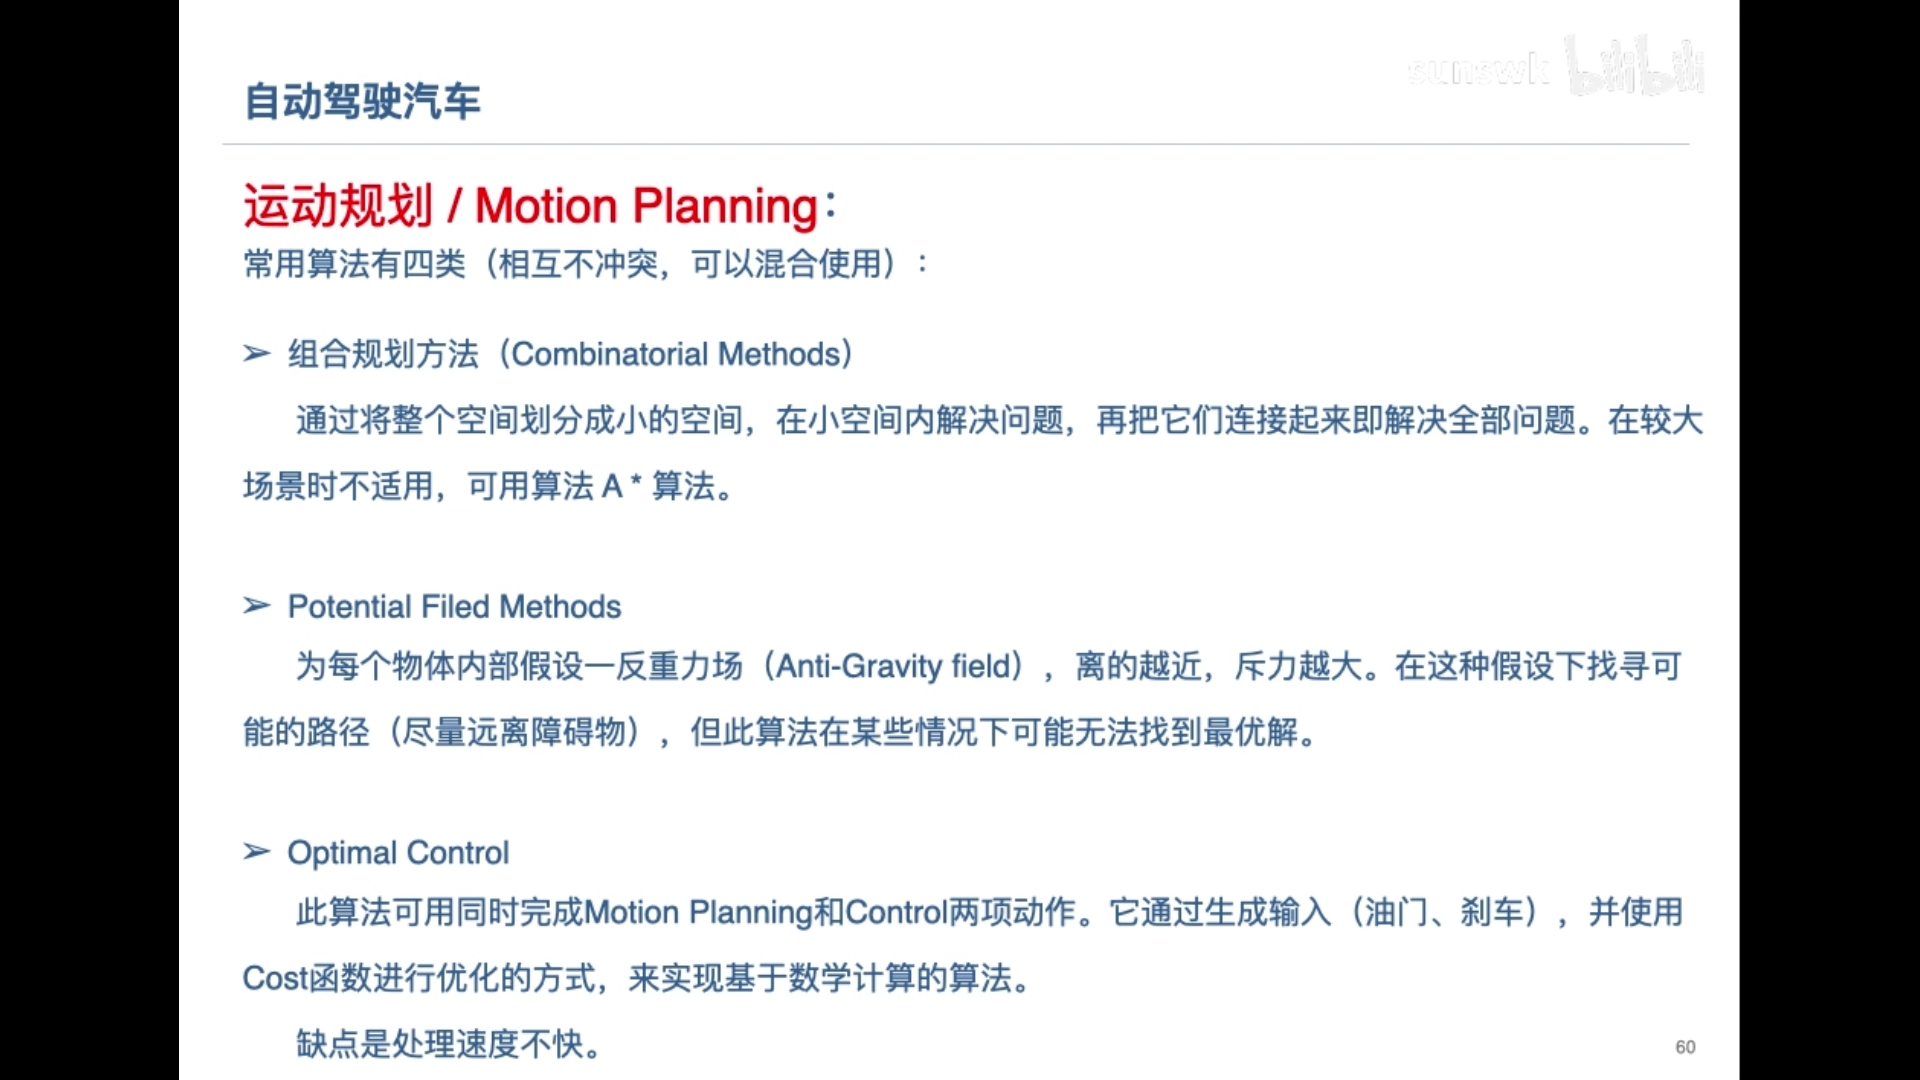 sunswk bilibili
自动驾驶汽车
运动规划 / Motion Planning：
常用算法有四类（相互不冲突，可以混合使用）：
➢ 组合规划方法（Combinatorial Methods）
通过将整个空间划分成小的空间，在小空间内解决问题，再把它们连接起来即解决全部问题。在较大
场景时不适用，可用算法 A * 算法。
➢ Potential Filed Methods
为每个物体内部假设一反重力场（Anti-Gravity field），离的越近，斥力越大。在这种假设下找寻可
能的路径（尽量远离障碍物），但此算法在某些情况下可能无法找到最优解。
➢ Optimal Control
此算法可用同时完成Motion Planning和Control两项动作。它通过生成输入（油门、刹车），并使用
Cost函数进行优化的方式，来实现基于数学计算的算法。
缺点是处理速度不快。
60